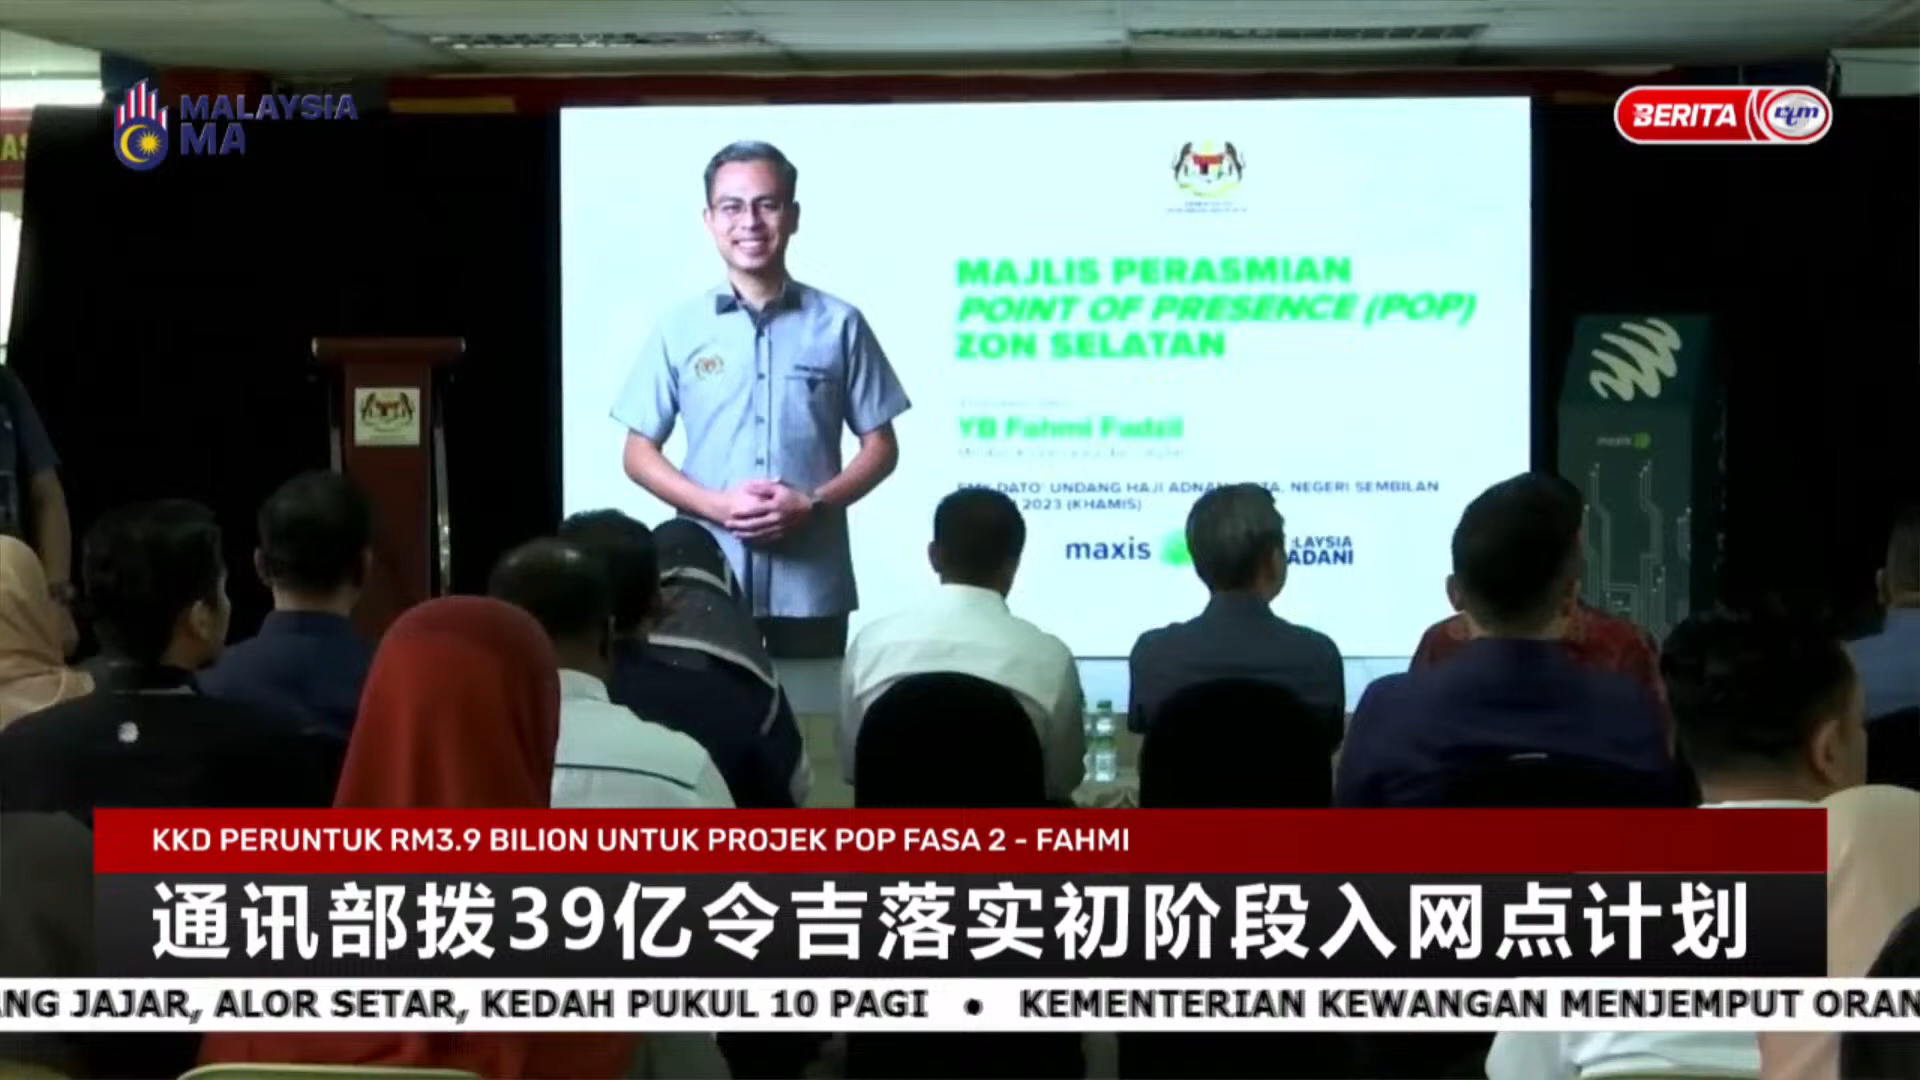 MALAYSIA
MA
BERITA rtm
MAJLIS PERASMIAN
POINT OF PRESENCE (POP)
ZON SELATAN
YB Fahmi Fadzil
DATO' UNDANG HAJI ADNAN, NEGERI SEMBILAN
2023 (KHAMIS)
maxis
maxis
KKD PERUNTUK RM3.9 BILION UNTUK PROJEK POP FASA 2 - FAHMI
通讯部拨39亿令吉落实初阶段入网点计划
NG JAJAR, ALOR SETAR, KEDAH PUKUL 10 PAGI • KEMENTERIAN KEWANGAN MENJEMPUT ORAN